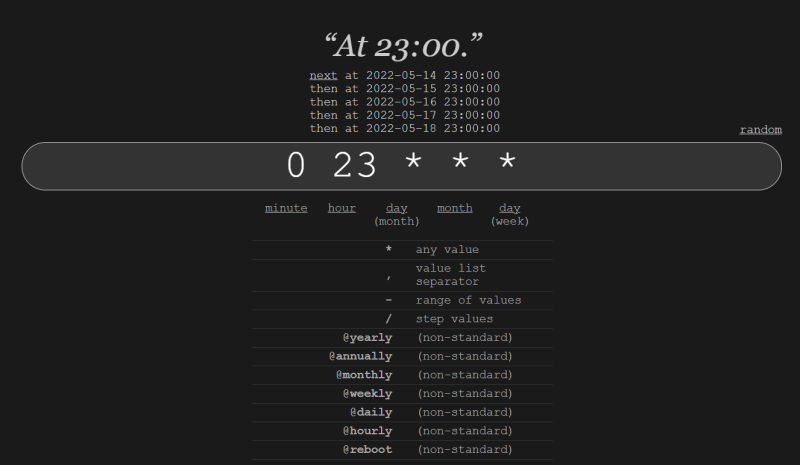 “At 23:00.”
next at 2022-05-14 23:00:00
then at 2022-05-15 23:00:00
then at 2022-05-16 23:00:00
then at 2022-05-17 23:00:00
then at 2022-05-18 23:00:00
random
0 23 * * *
minute hour day month day
(month) (week)
* any value
, value list
separator
- range of values
/ step values
@yearly (non-standard)
@annually (non-standard)
@monthly (non-standard)
@weekly (non-standard)
@daily (non-standard)
@hourly (non-standard)
@reboot (non-standard)